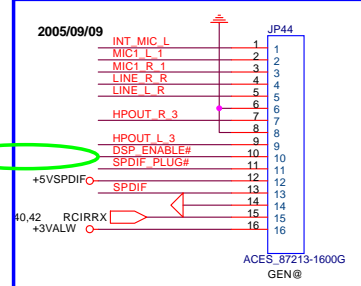 2005/09/09
JP44
INT_MIC_L 1 1
MIC1_L_1 2 2
MIC1_R_1 3 3
LINE_R_R 4 4
LINE_L_R 5 5
6 6
HPOUT_R_3 7 7
8 8
HPOUT_L_3 9 9
DSP_ENABLE# 10 10
SPDIF_PLUG# 11 11
+5VSPDIF 12 12
SPDIF 13 13
14 14
40,42 RCIRRX 15 15
+3VALW 16 16
ACES_87213-1600G
GEN@